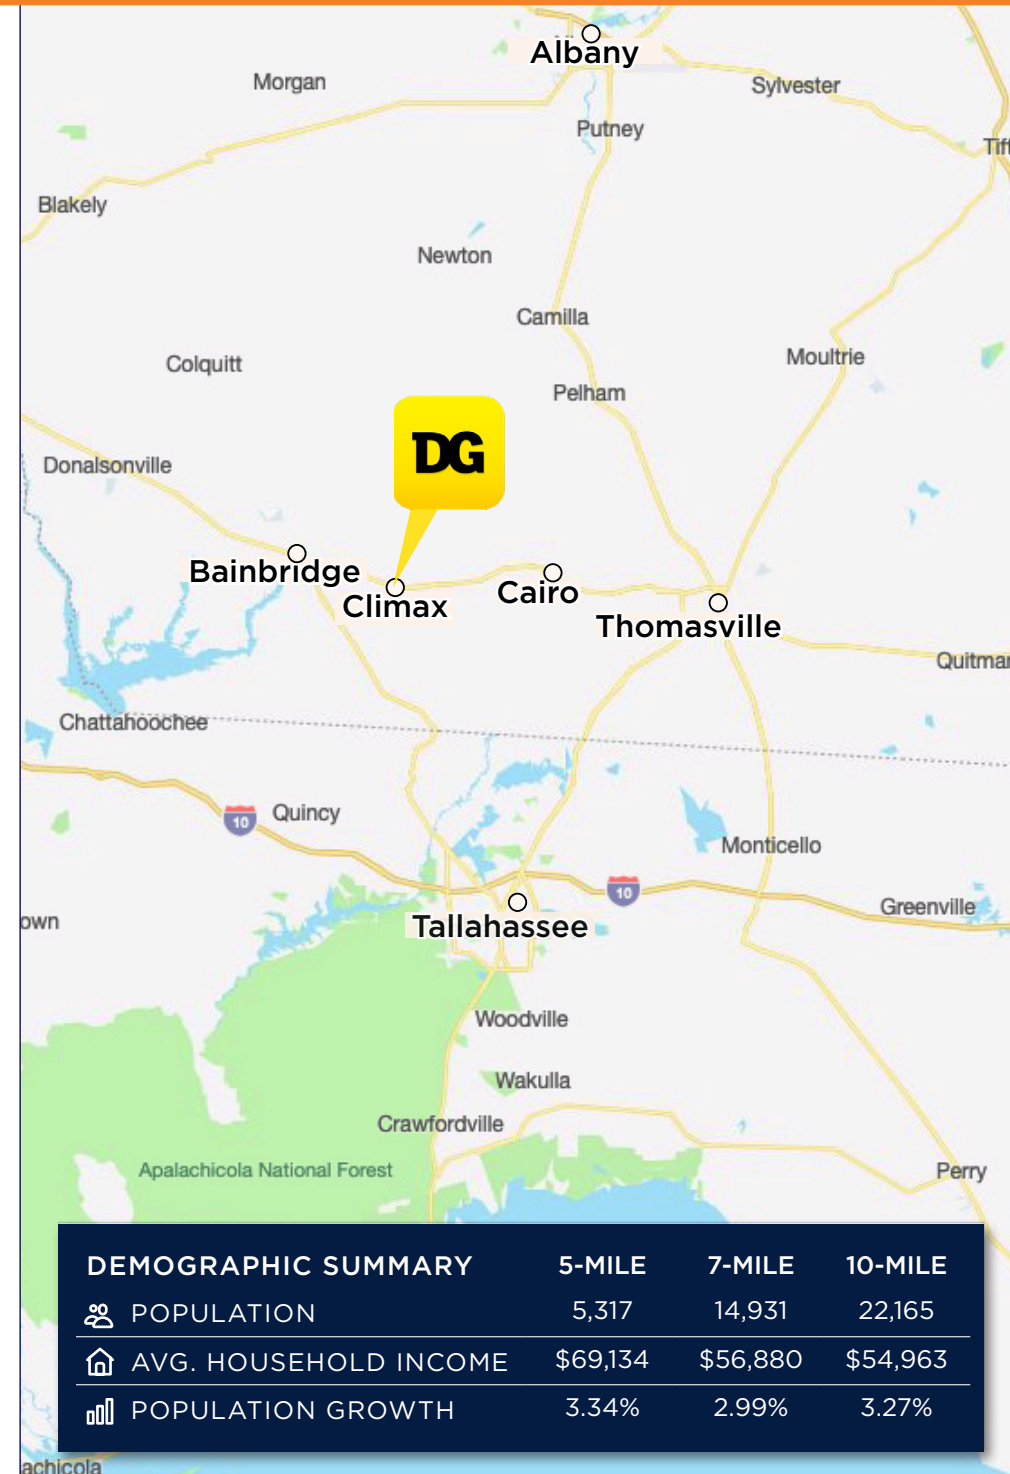 Albany
Morgan
Sylvester
Putney
Tift
Blakely
Newton
Camilla
Moultrie
Colquitt
Pelham
DG
Donalsonville
Bainbridge
Climax
Cairo
Thomasville
Quitman
Chattahoochee
10
Quincy
Monticello
10
Greenville
own
Tallahassee
Woodville
Wakulla
Crawfordville
Apalachicola National Forest
Perry
DEMOGRAPHIC SUMMARY 5-MILE 7-MILE 10-MILE
POPULATION 5,317 14,931 22,165
AVG. HOUSEHOLD INCOME $69,134 $56,880 $54,963
POPULATION GROWTH 3.34% 2.99% 3.27%
achicola